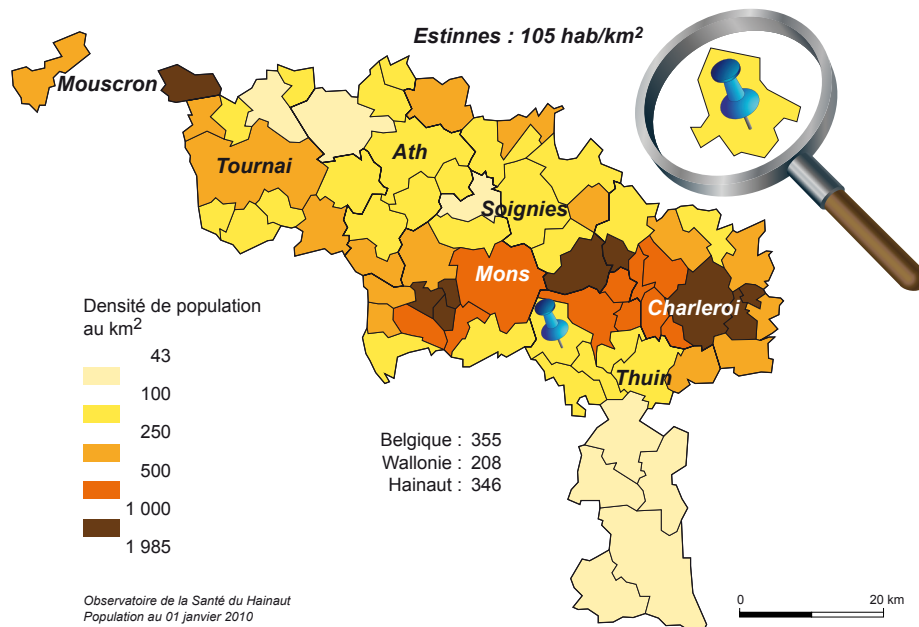 Estinnes : 105 hab/km²
Mouscron
Tournai
Ath
Soignies
Mons
Charleroi
Thuin
Densité de population
au km²
43
100
250
500
1 000
1 985
Belgique : 355
Wallonie : 208
Hainaut : 346
Observatoire de la Santé du Hainaut
Population au 01 janvier 2010
0 20 km